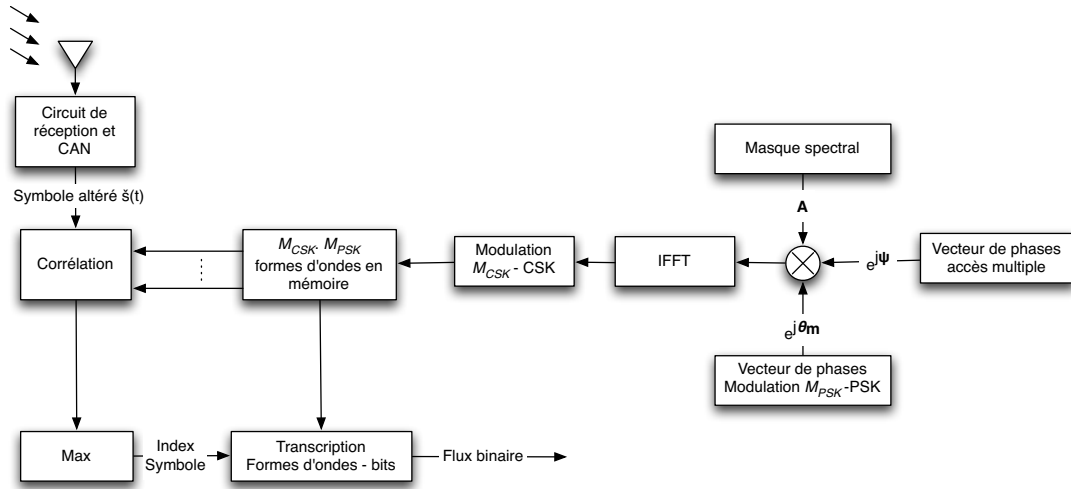 Circuit de
réception et
CAN
Symbole altéré š(t)
Corrélation
M_CSK. M_PSK
formes d'ondes en
mémoire
Modulation
M_CSK - CSK
IFFT
Masque spectral
A
e^jψ
Vecteur de phases
accès multiple
e^jθm
Vecteur de phases
Modulation M_PSK -PSK
Max
Index
Symbole
Transcription
Formes d'ondes - bits
Flux binaire